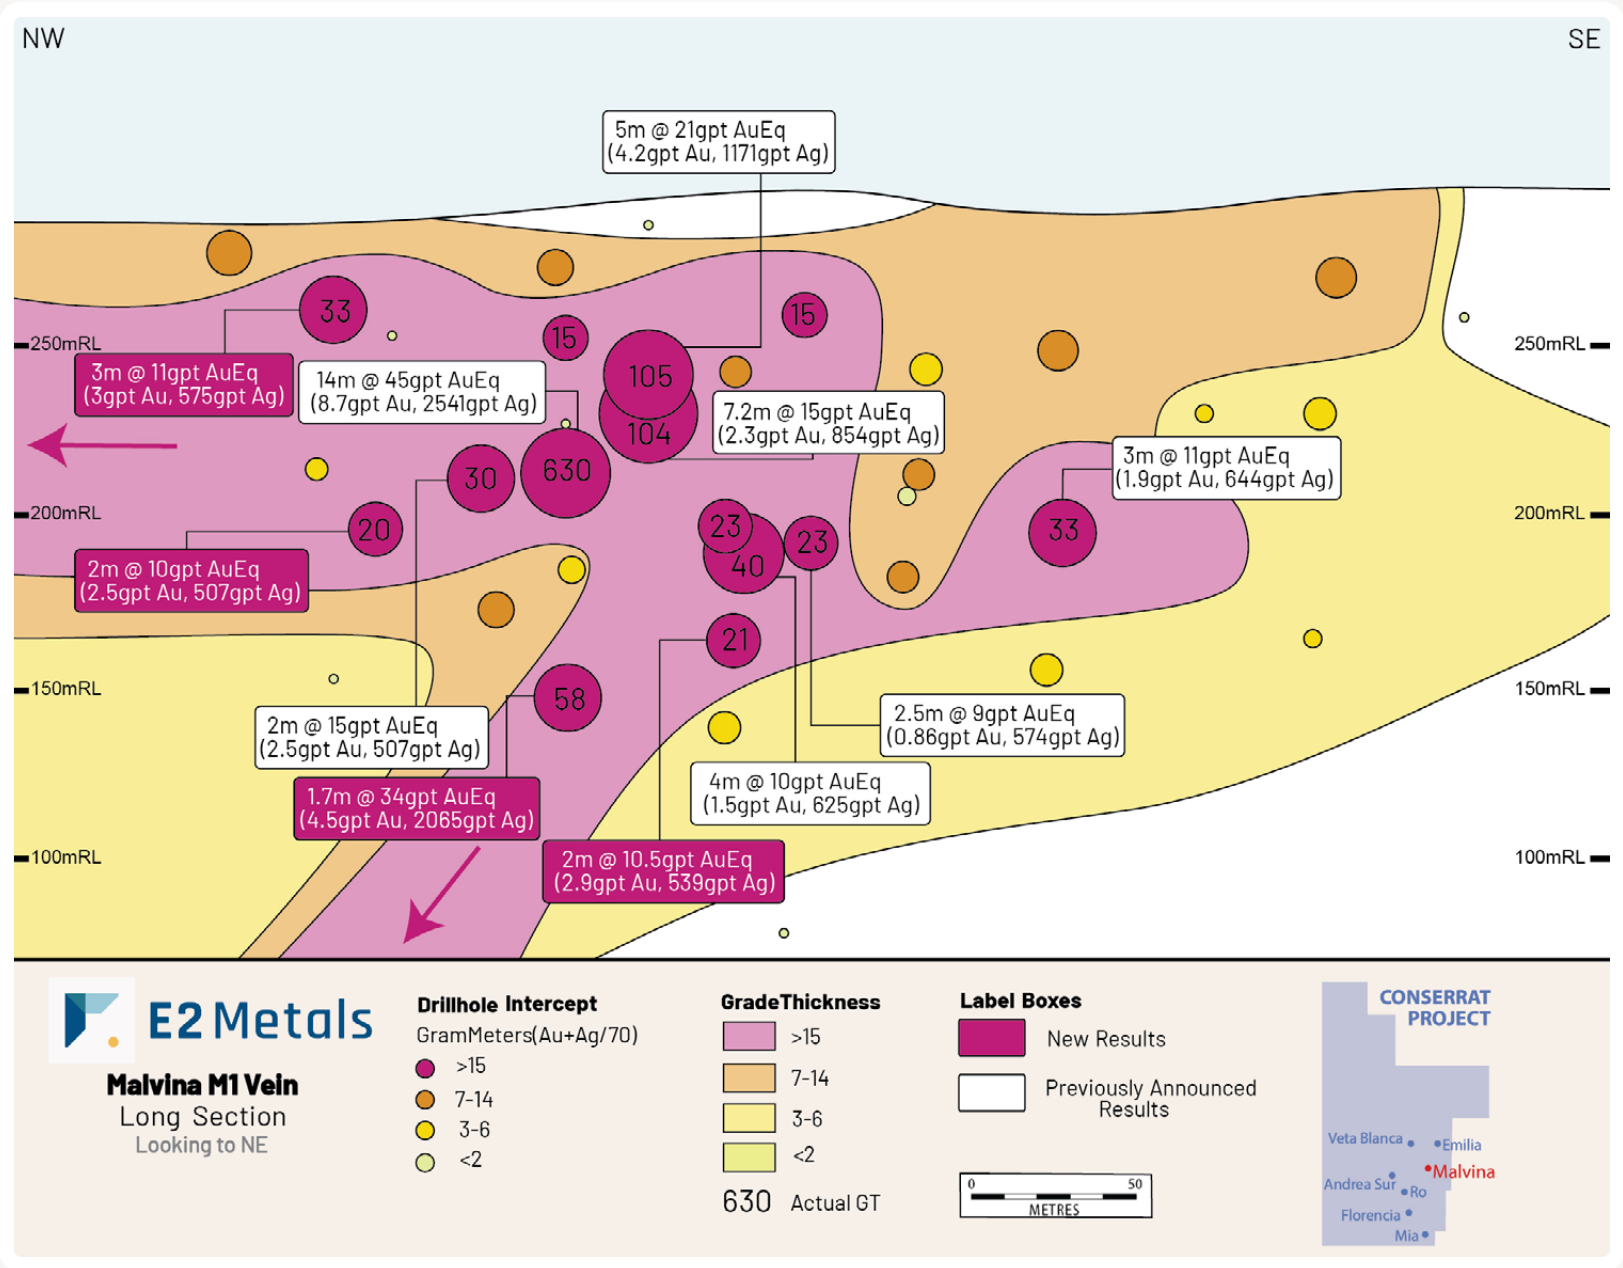 NW
SE
5m @ 21gpt AuEq
(4.2gpt Au, 1171gpt Ag)
33
15
15
250mRL
250mRL
3m @ 11gpt AuEq
(3gpt Au, 575gpt Ag)
14m @ 45gpt AuEq
(8.7gpt Au, 2541gpt Ag)
105
104
7.2m @ 15gpt AuEq
(2.3gpt Au, 854gpt Ag)
3m @ 11gpt AuEq
(1.9gpt Au, 644gpt Ag)
30
630
200mRL
200mRL
20
23
40
23
33
2m @ 10gpt AuEq
(2.5gpt Au, 507gpt Ag)
21
58
150mRL
150mRL
2m @ 15gpt AuEq
(2.5gpt Au, 507gpt Ag)
2.5m @ 9gpt AuEq
(0.86gpt Au, 574gpt Ag)
1.7m @ 34gpt AuEq
(4.5gpt Au, 2065gpt Ag)
4m @ 10gpt AuEq
(1.5gpt Au, 625gpt Ag)
100mRL
100mRL
2m @ 10.5gpt AuEq
(2.9gpt Au, 539gpt Ag)
E2 Metals
Malvina M1 Vein
Long Section
Looking to NE
Drillhole Intercept
GramMeters(Au+Ag/70)
>15
7-14
3-6
<2
GradeThickness
>15
7-14
3-6
<2
630 Actual GT
Label Boxes
New Results
Previously Announced
Results
0 50
METRES
CONSERRAT
PROJECT
Veta Blanca
Emilia
Malvina
Andrea Sur
Ro
Florencia
Mia